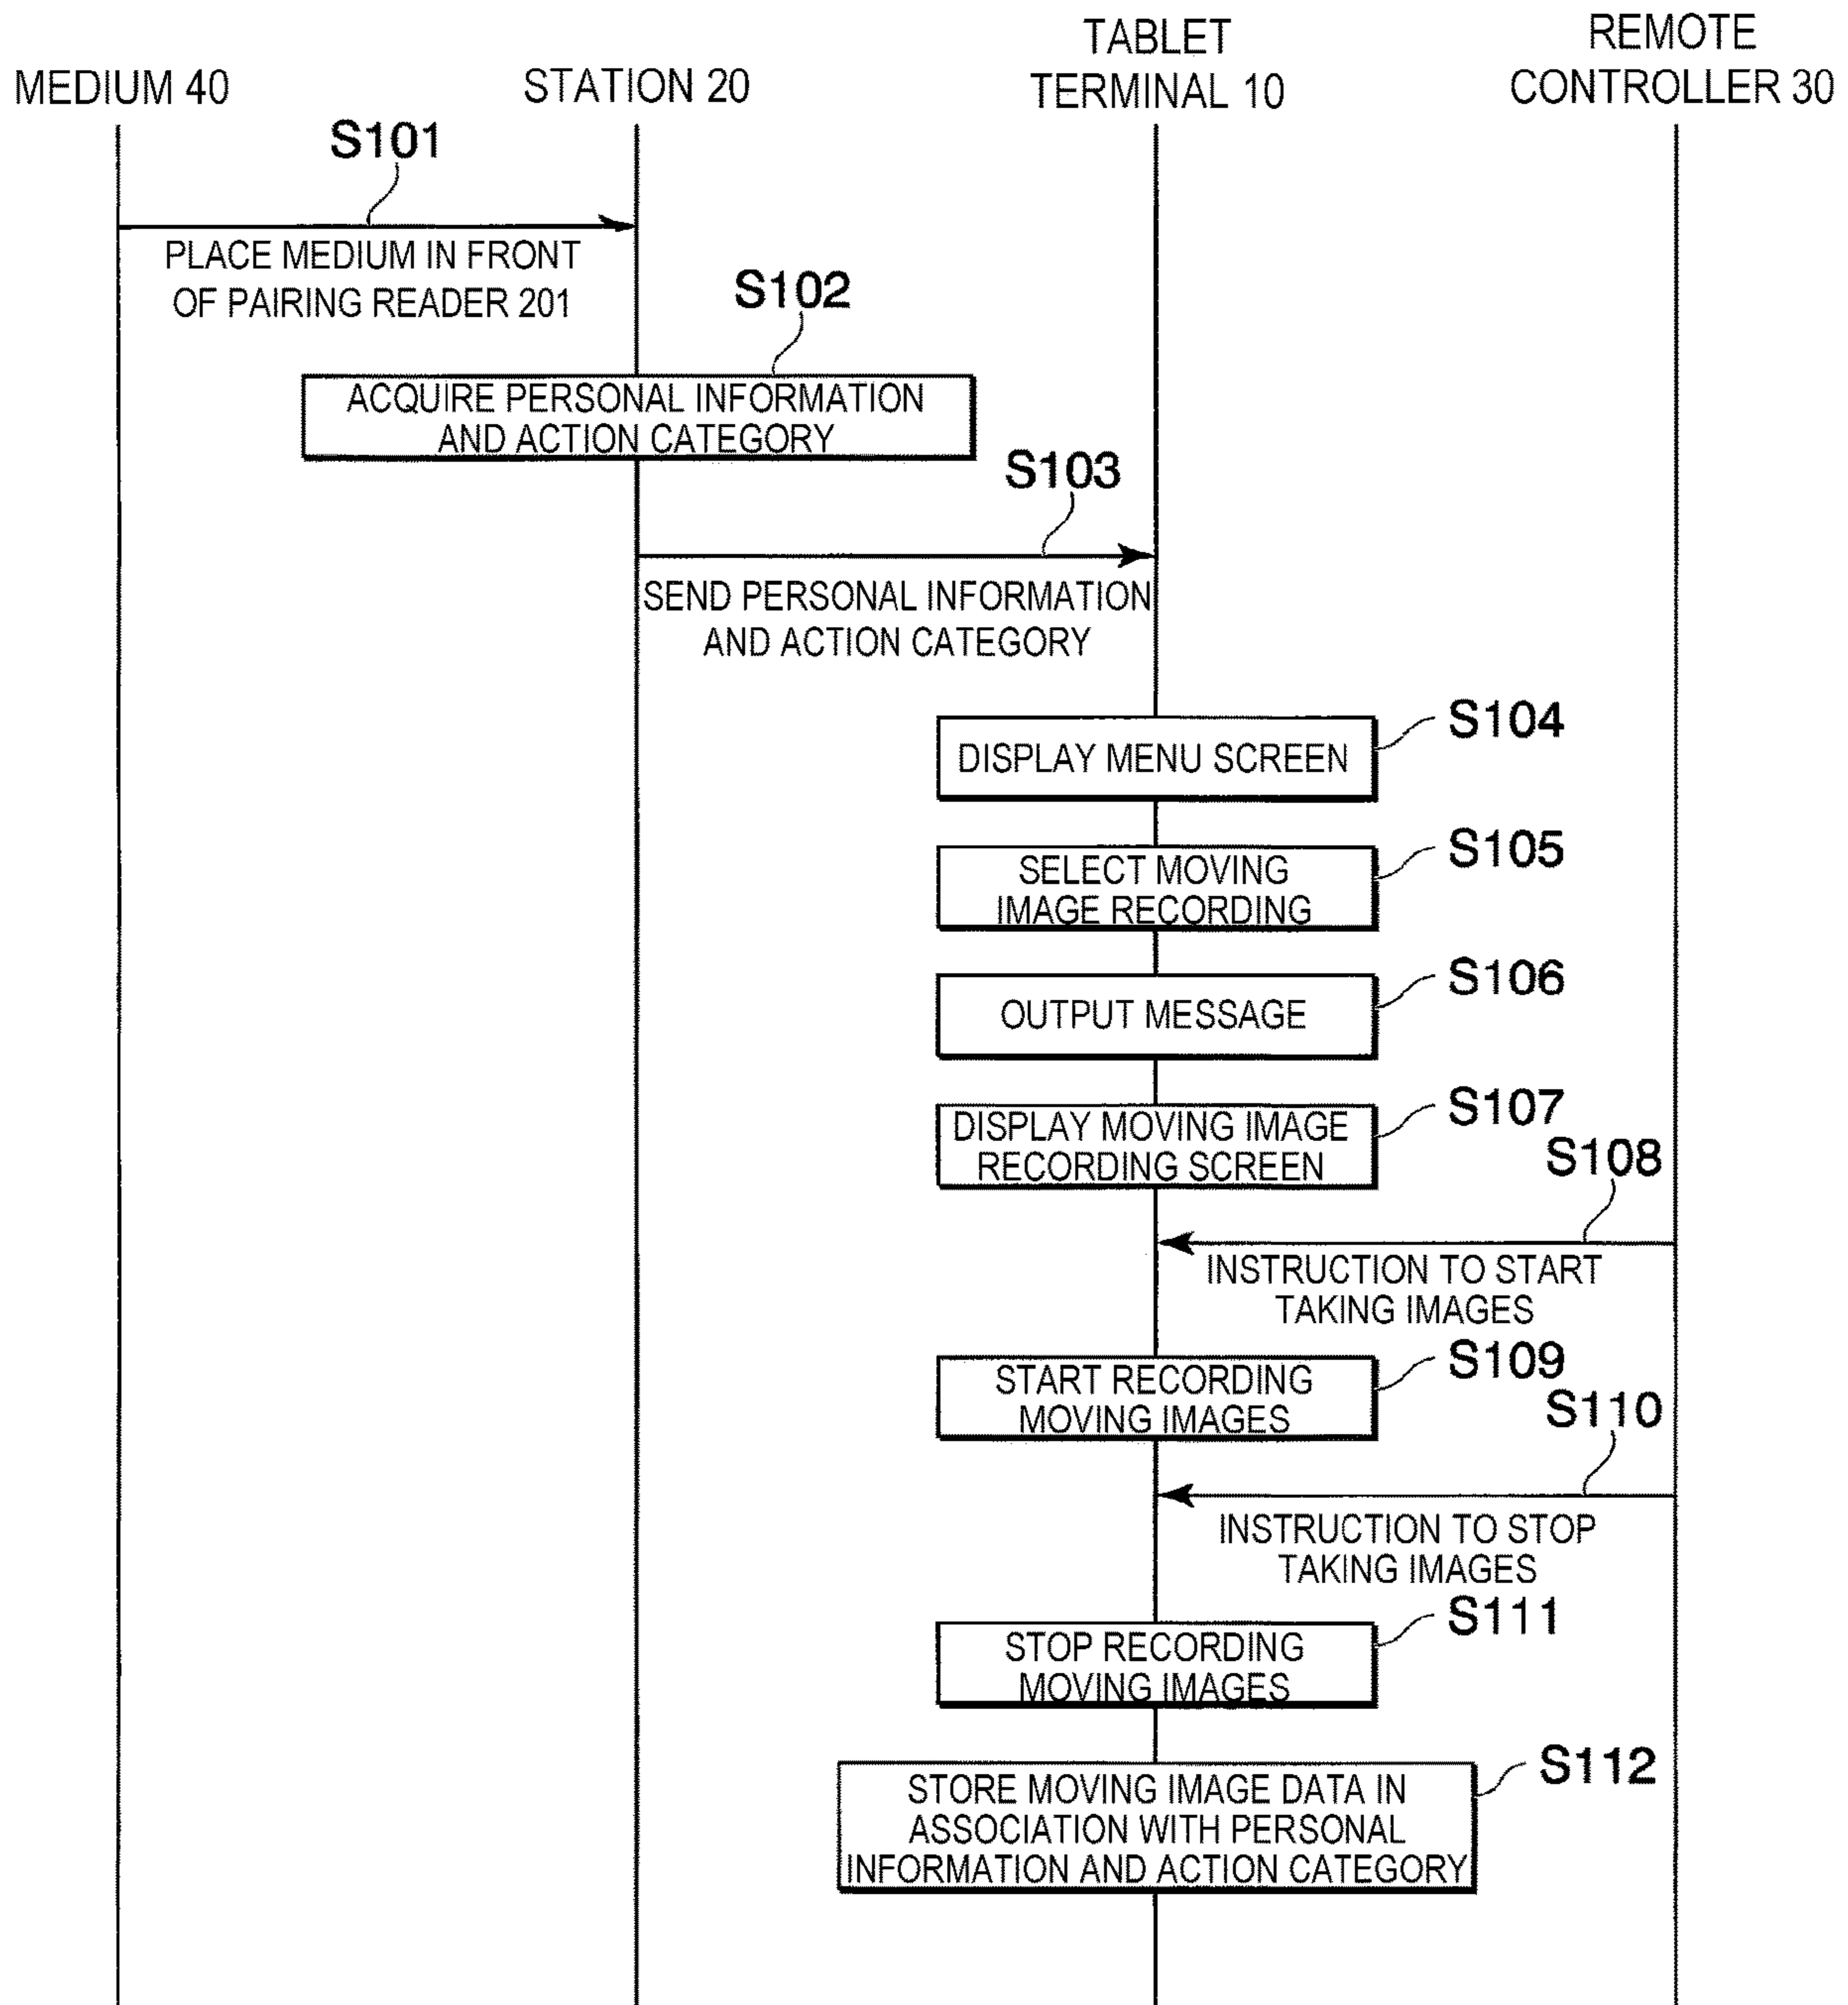 MEDIUM 40
STATION 20
TABLET
TERMINAL 10
REMOTE
CONTROLLER 30
S101
PLACE MEDIUM IN FRONT
OF PAIRING READER 201
S102
ACQUIRE PERSONAL INFORMATION
AND ACTION CATEGORY
S103
SEND PERSONAL INFORMATION
AND ACTION CATEGORY
S104
DISPLAY MENU SCREEN
S105
SELECT MOVING
IMAGE RECORDING
S106
OUTPUT MESSAGE
S107
DISPLAY MOVING IMAGE
RECORDING SCREEN
S108
INSTRUCTION TO START
TAKING IMAGES
S109
START RECORDING
MOVING IMAGES
S110
INSTRUCTION TO STOP
TAKING IMAGES
S111
STOP RECORDING
MOVING IMAGES
S112
STORE MOVING IMAGE DATA IN
ASSOCIATION WITH PERSONAL
INFORMATION AND ACTION CATEGORY